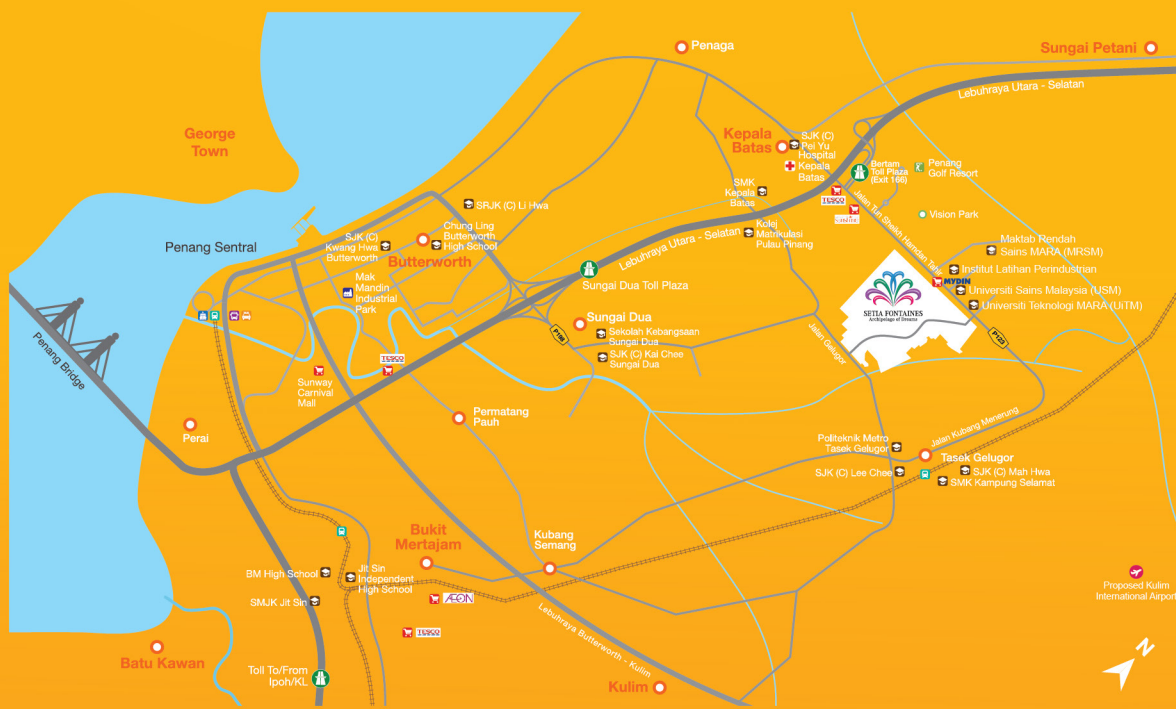 Penaga
Sungai Petani
Lebuhraya Utara - Selatan
George
Town
Kepala
Batas
SJK (C)
Pei Yu
Hospital
Kepala
Batas
Bertam
Toll Plaza
(Exit 166)
Penang
Golf Resort
SMK
Kepala
Batas
TESCO
Jalan Tun Sheikh Hamdan Tahir
Vision Park
SRJK (C) Li Hwa
Chung Ling
Butterworth
High School
Kolej
Matrikulasi
Pulau Pinang
Penang Sentral
SJK (C)
Kwang Hwa
Butterworth
Butterworth
Lebuhraya Utara - Selatan
Maktab Rendah
Sains MARA (MRSM)
Institut Latihan Perindustrian
MYDIN
Universiti Sains Malaysia (USM)
Universiti Teknologi MARA (UiTM)
Mak
Mandin
Industrial
Park
Sungai Dua Toll Plaza
SETIA FONTAINES
Archipelago of Dreams
Sungai Dua
Sekolah Kebangsaan
Sungai Dua
SJK (C) Kai Chee
Sungai Dua
Jalan Gelugor
P123
Penang Bridge
TESCO
Sunway
Carnival
Mall
Permatang
Pauh
Perai
Jalan Kubang Menerung
Politeknik Metro
Tasek Gelugor
Tasek Gelugor
SJK (C) Lee Chee
SJK (C) Mah Hwa
SMK Kampung Selamat
Bukit
Mertajam
Kubang
Semang
BM High School
Jit Sin
Independent
High School
SMJK Jit Sin
AEON
TESCO
Proposed Kulim
International Airport
Lebuhraya Butterworth - Kulim
Batu Kawan
Toll To/From
Ipoh/KL
Kulim
N